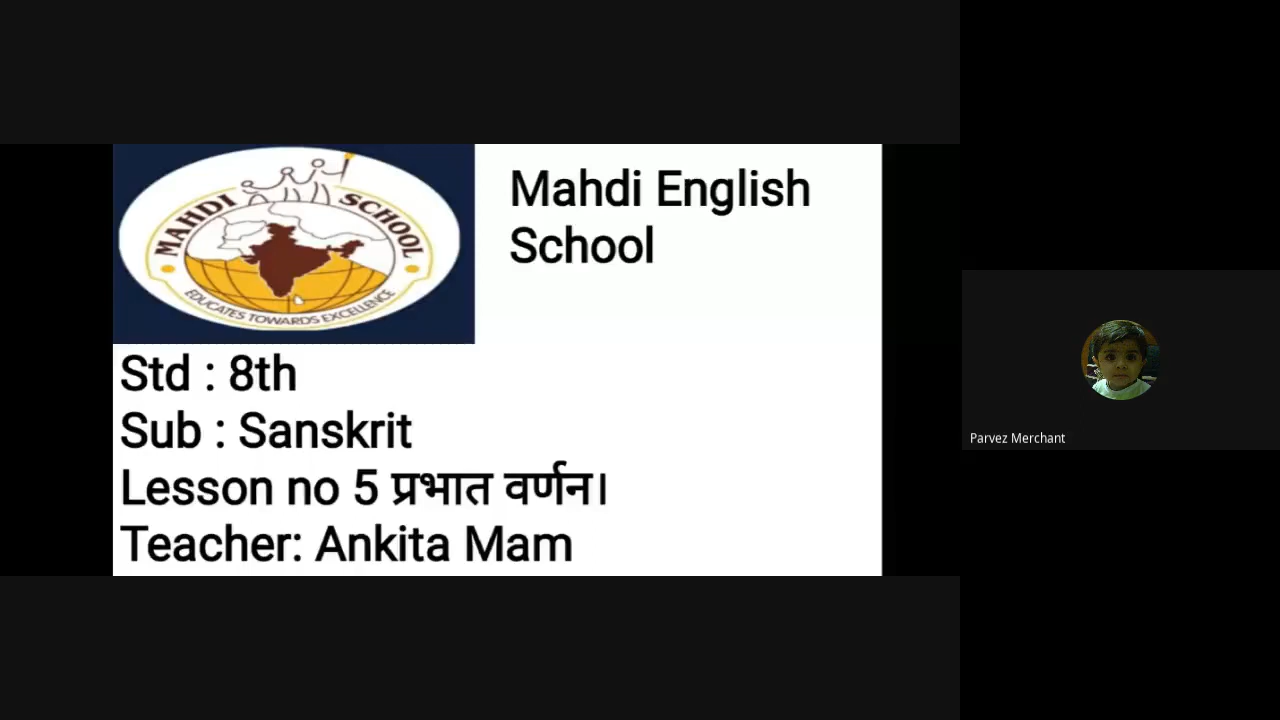 MAHDI SCHOOL
EDUCATES TOWARDS EXCELLENCE
Mahdi English
School
Std : 8th
Sub : Sanskrit
Lesson no 5 प्रभात वर्णन।
Teacher: Ankita Mam
Parvez Merchant